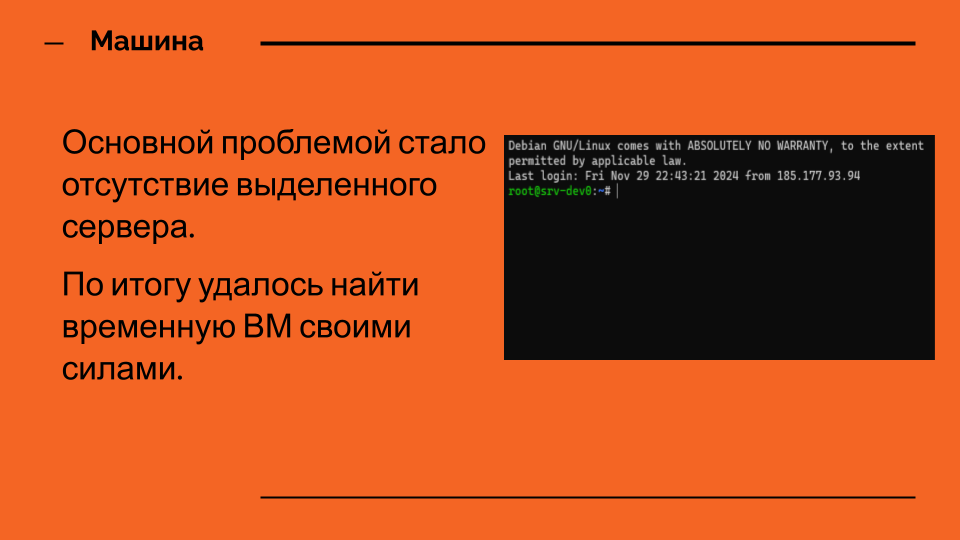 — Машина
Основной проблемой стало
отсутствие выделенного
сервера.
По итогу удалось найти
временную ВМ своими
силами.
Debian GNU/Linux comes with ABSOLUTELY NO WARRANTY, to the extent
permitted by applicable law.
Last login: Fri Nov 29 22:43:21 2024 from 185.177.93.94
root@srv-dev0:~#